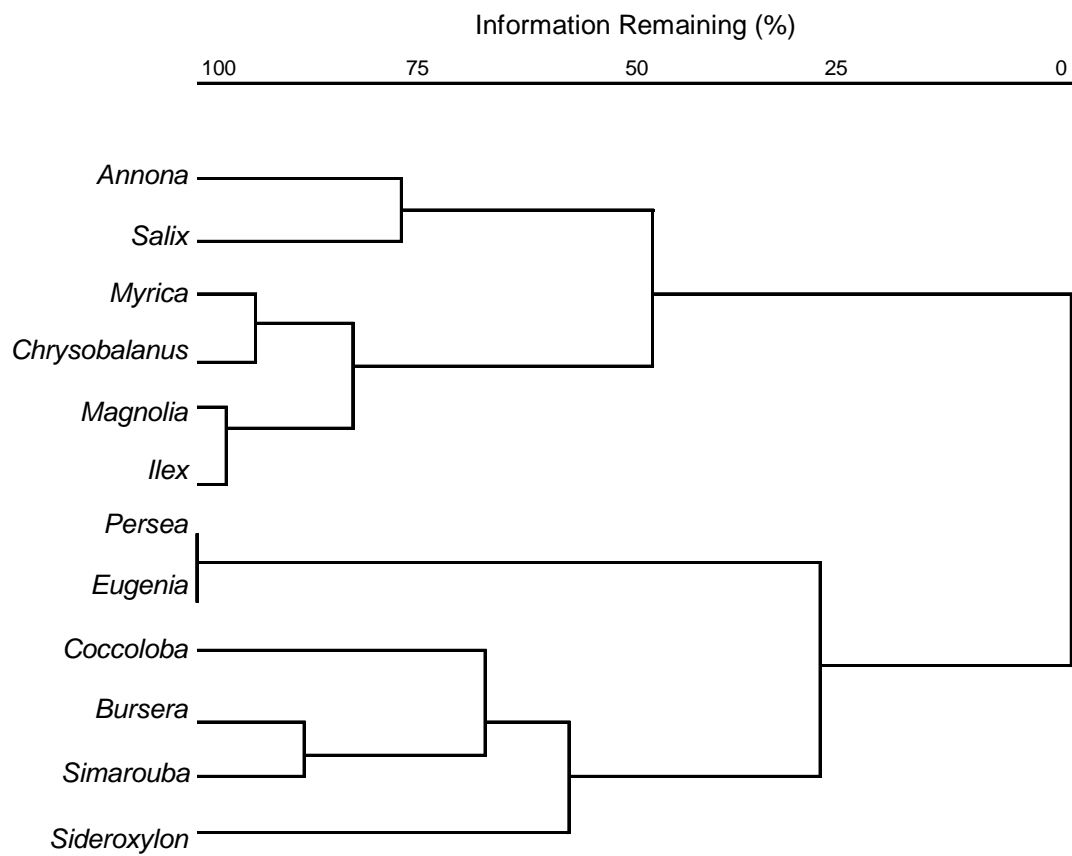 Information Remaining (%)
100 75 50 25 0
Annona
Salix
Myrica
Chrysobalanus
Magnolia
Ilex
Persea
Eugenia
Coccoloba
Bursera
Simarouba
Sideroxylon